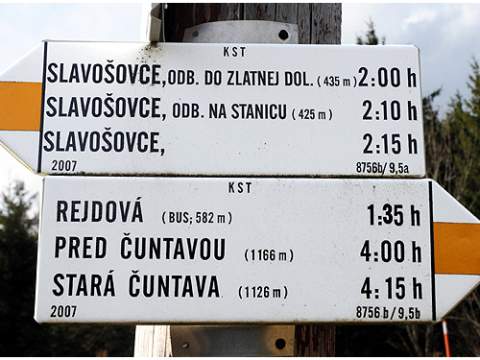 KST
SLAVOŠOVCE, ODB. DO ZLATNEJ DOL. (435 m) 2:00 h
SLAVOŠOVCE, ODB. NA STANICU (425 m) 2:10 h
SLAVOŠOVCE, 2:15 h
2007 8756b/9,5a
KST
REJDOVÁ (BUS; 582 m) 1:35 h
PRED ČUNTAVOU (1166 m) 4:00 h
STARÁ ČUNTAVA (1126 m) 4:15 h
2007 8756.b/9,5b